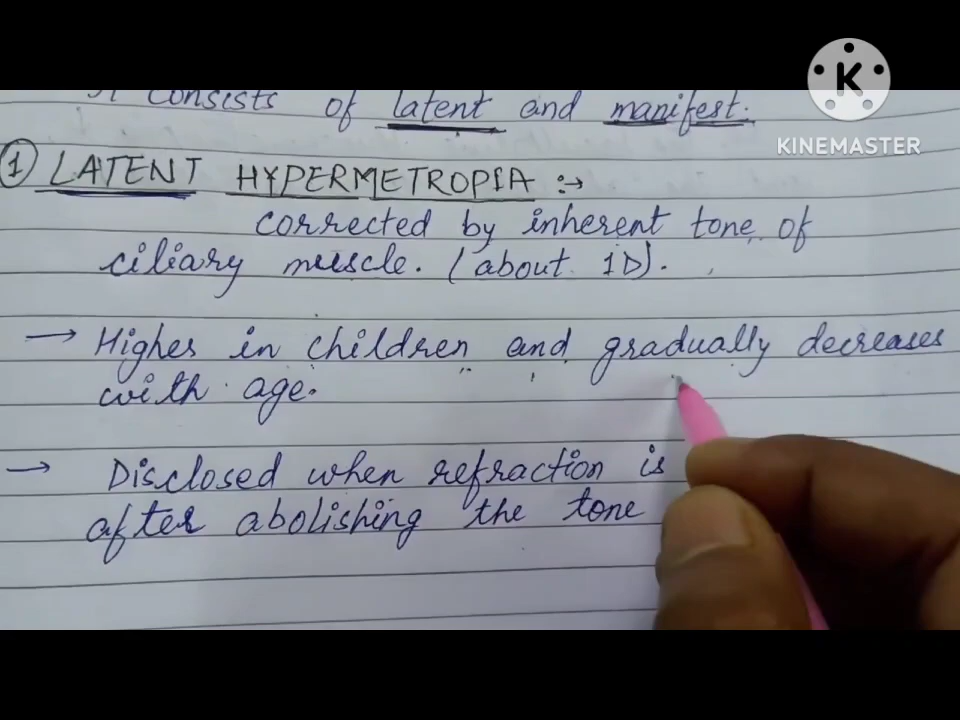 It consists of latent and manifest.
① LATENT HYPERMETROPIA :→
corrected by inherent tone of
ciliary muscle. (about 1D).
→ Higher in children and gradually decreases
with age.
→ Disclosed when refraction is
after abolishing the tone
K
KINEMASTER